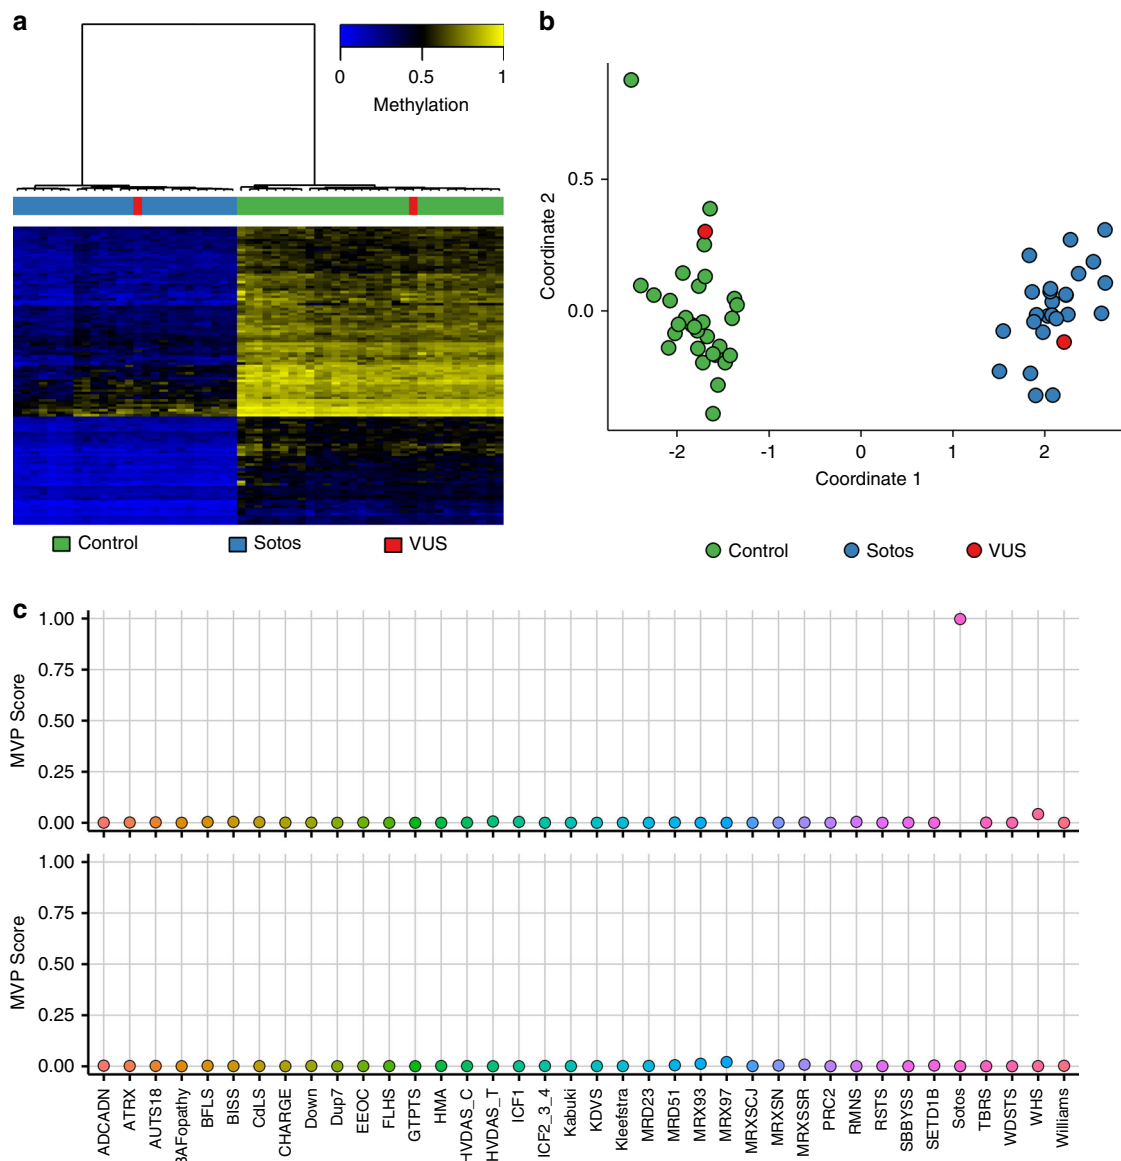 a
0 0.5 1
Methylation
Control Sotos VUS
b
Coordinate 2
0.5
0.0
-2 -1 0 1 2
Coordinate 1
Control Sotos VUS
c
MVP Score
1.00
0.75
0.50
0.25
0.00
MVP Score
1.00
0.75
0.50
0.25
0.00
ADCADN
ATRX
AUTS18
BAFopathy
BFLS
BISS
CdLS
CHARGE
Down
Dup7
EEOC
FLHS
GTPTS
HMA
HVDAS_C
HVDAS_T
ICF1
ICF2_3_4
Kabuki
KDVS
Kleefstra
MRD23
MRD51
MRX93
MRX97
MRXSCJ
MRXSN
MRXSSR
PRC2
RMNS
RSTS
SBBYSS
SETD1B
Sotos
TBRS
WDSTS
WHS
Williams